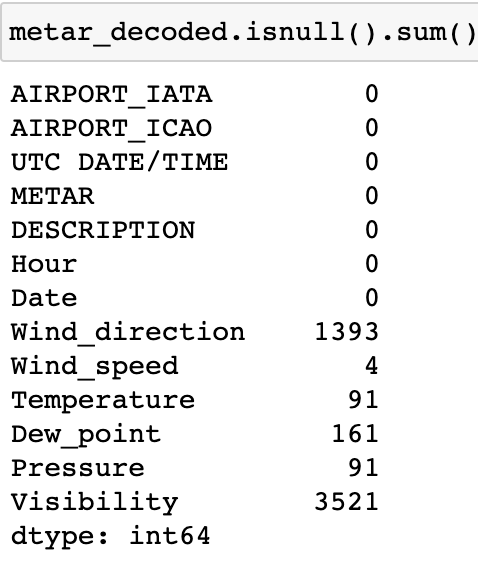 metar_decoded.isnull().sum()
AIRPORT_IATA 0
AIRPORT_ICAO 0
UTC DATE/TIME 0
METAR 0
DESCRIPTION 0
Hour 0
Date 0
Wind_direction 1393
Wind_speed 4
Temperature 91
Dew_point 161
Pressure 91
Visibility 3521
dtype: int64